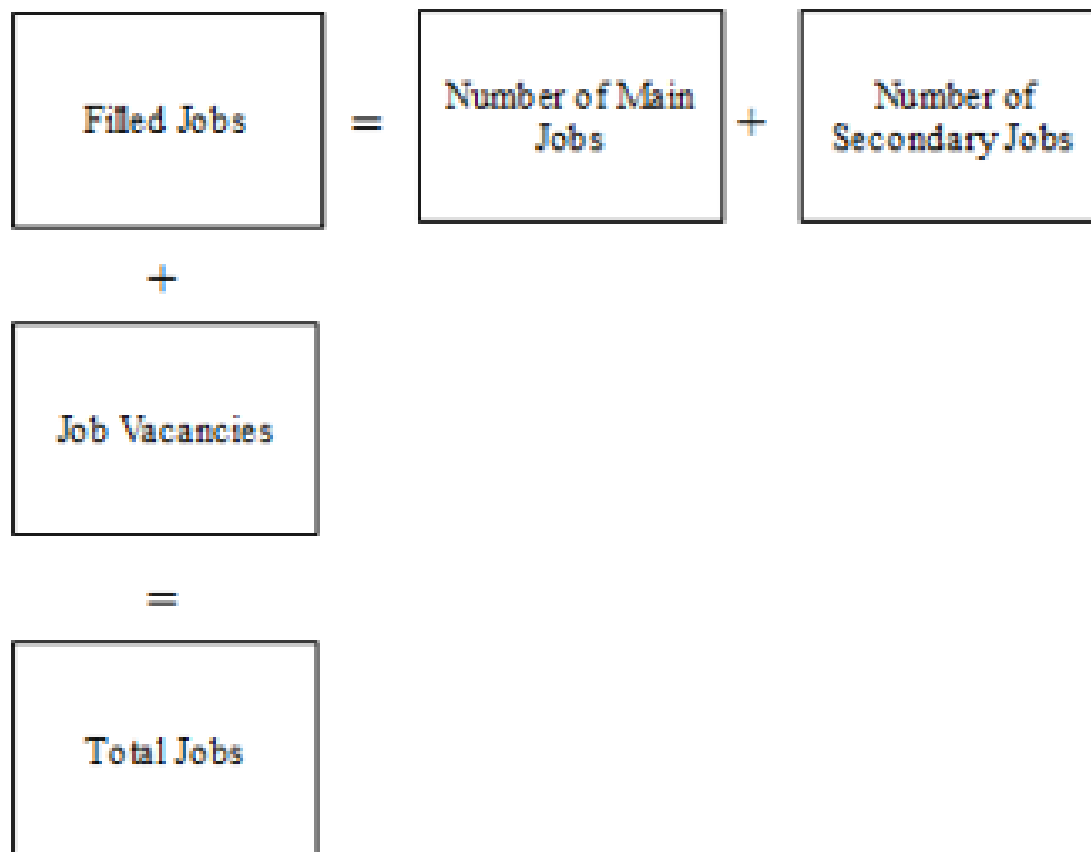 Filled Jobs
=
Number of Main
Jobs
+
Number of
Secondary Jobs
+
Job Vacancies
=
Total Jobs